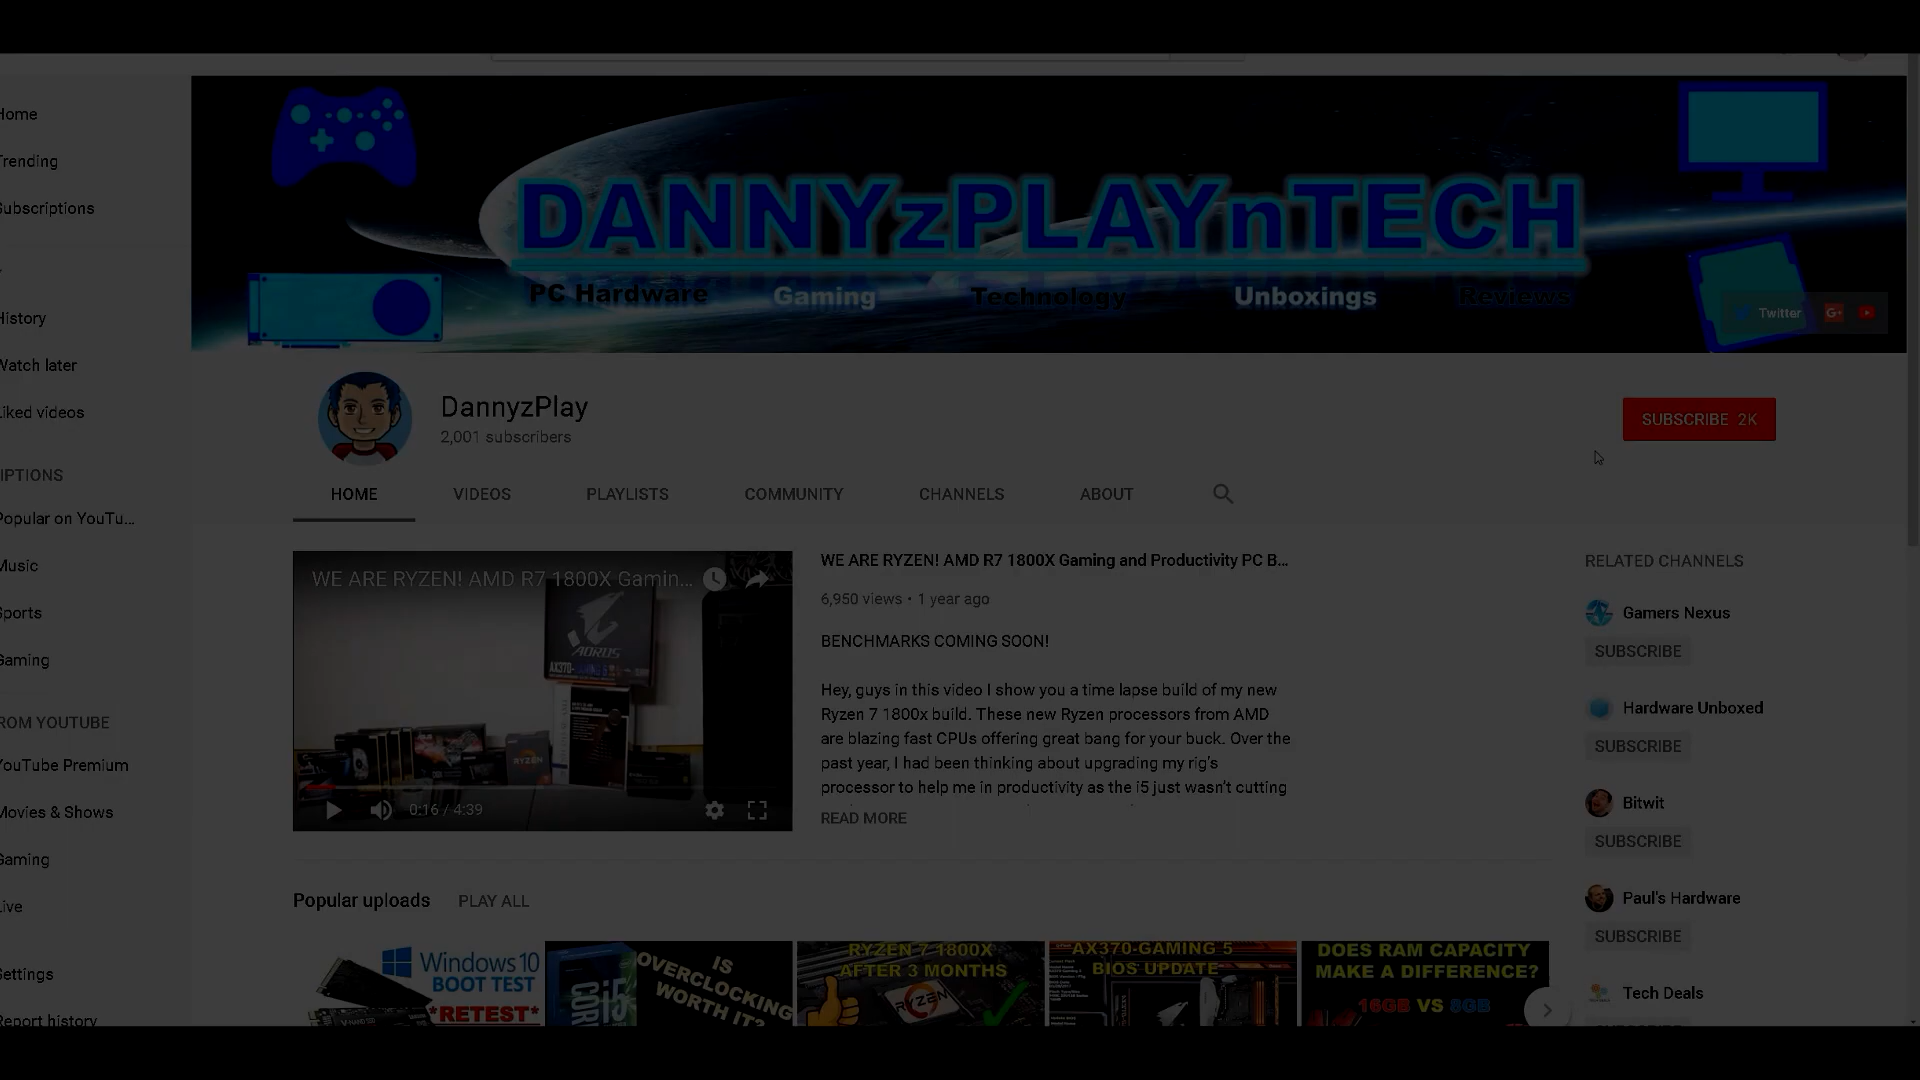 Home
Trending
Subscriptions
History
Watch later
Liked videos
IPTIONS
Popular on YouTu...
Music
Sports
Gaming
ROM YOUTUBE
YouTube Premium
Movies & Shows
Gaming
Live
Settings
Report history
DANNYzPLAYnTECH
PC Hardware Gaming Technology Unboxings Reviews
Twitter G+
DannyzPlay
2,001 subscribers
SUBSCRIBE 2K
HOME VIDEOS PLAYLISTS COMMUNITY CHANNELS ABOUT
WE ARE RYZEN! AMD R7 1800X Gamin...
AORUS
AX370-GAMING 5
RYZEN
0:16 / 4:39
WE ARE RYZEN! AMD R7 1800X Gaming and Productivity PC B...
6,950 views • 1 year ago
BENCHMARKS COMING SOON!
Hey, guys in this video I show you a time lapse build of my new
Ryzen 7 1800x build. These new Ryzen processors from AMD
are blazing fast CPUs offering great bang for your buck. Over the
past year, I had been thinking about upgrading my rig's
processor to help me in productivity as the i5 just wasn't cutting
READ MORE
Popular uploads PLAY ALL
Windows 10
BOOT TEST
*RETEST*
CORE i5
IS
OVERCLOCKING
WORTH IT?
RYZEN 7 1800X
AFTER 3 MONTHS
RYZEN
AX370-GAMING 5
BIOS UPDATE
DOES RAM CAPACITY
MAKE A DIFFERENCE?
16GB VS 8GB
RELATED CHANNELS
Gamers Nexus
SUBSCRIBE
Hardware Unboxed
SUBSCRIBE
Bitwit
SUBSCRIBE
Paul's Hardware
SUBSCRIBE
Tech Deals